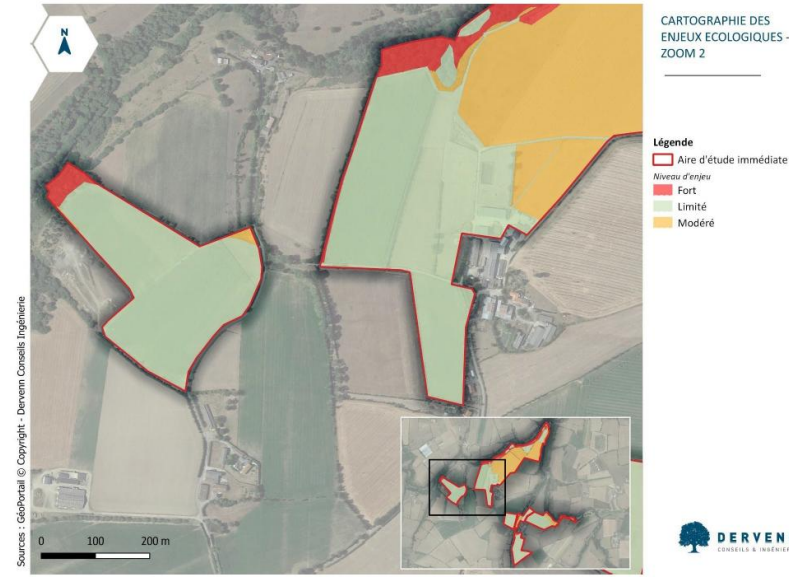 CARTOGRAPHIE DES
ENJEUX ECOLOGIQUES -
ZOOM 2
N
Légende
Aire d'étude immédiate
Niveau d'enjeu
Fort
Limité
Modéré
Sources : GéoPortail © Copyright - Dervenn Conseils Ingénierie
0 100 200 m
DERVEN
CONSEILS & INGÉNIER